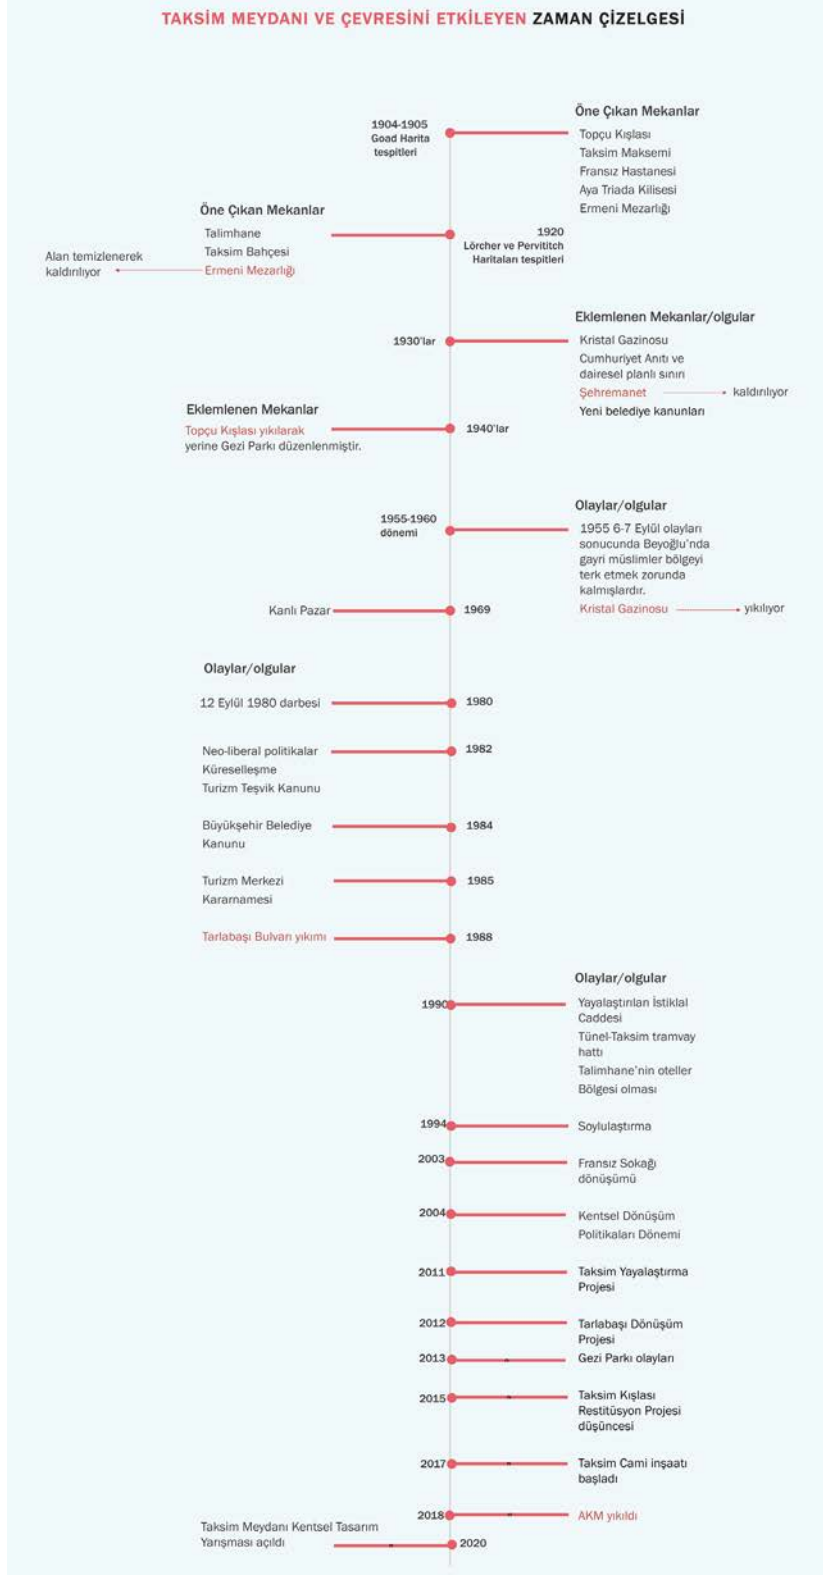 TAKSİM MEYDANI VE ÇEVRESİNİ ETKİLEYEN ZAMAN ÇİZELGESİ
1904-1905
Goad Harita
tespitleri
Öne Çıkan Mekanlar
Topçu Kışlası
Taksim Maksemi
Fransız Hastanesi
Aya Triada Kilisesi
Ermeni Mezarlığı
Öne Çıkan Mekanlar
Talimhane
Taksim Bahçesi
Ermeni Mezarlığı
Alan temizlenerek
kaldırılıyor
1920
Lörcher ve Pervititch
Haritaları tespitleri
1930'lar
Eklemlenen Mekanlar/olgular
Kristal Gazinosu
Cumhuriyet Anıtı ve
dairesel planlı sınırı
Şehremanet
kaldırılıyor
Yeni belediye kanunları
Eklemlenen Mekanlar
Topçu Kışlası yıkılarak
yerine Gezi Parkı düzenlenmiştir.
1940'lar
1955-1960
dönemi
Olaylar/olgular
1955 6-7 Eylül olayları
sonucunda Beyoğlu'nda
gayri müslimler bölgeyi
terk etmek zorunda
kalmışlardır.
Kristal Gazinosu
yıkılıyor
Kanlı Pazar
1969
Olaylar/olgular
12 Eylül 1980 darbesi
1980
Neo-liberal politikalar
Küreselleşme
Turizm Teşvik Kanunu
1982
Büyükşehir Belediye
Kanunu
1984
Turizm Merkezi
Kararnamesi
1985
Tarlabaşı Bulvarı yıkımı
1988
Olaylar/olgular
1990
Yayalaştırılan İstiklal
Caddesi
Tünel-Taksim tramvay
hattı
Talimhane'nin oteller
Bölgesi olması
1994
Soylulaştırma
2003
Fransız Sokağı
dönüşümü
2004
Kentsel Dönüşüm
Politikaları Dönemi
2011
Taksim Yayalaştırma
Projesi
2012
Tarlabaşı Dönüşüm
Projesi
2013
Gezi Parkı olayları
2015
Taksim Kışlası
Restitüsyon Projesi
düşüncesi
2017
Taksim Cami inşaatı
başladı
2018
AKM yıkıldı
Taksim Meydanı Kentsel Tasarım
Yarışması açıldı
2020